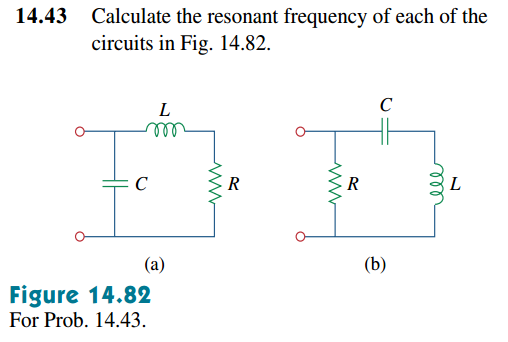 14.43 Calculate the resonant frequency of each of the
circuits in Fig. 14.82.
L
C
R
(a)
C
R
L
(b)
Figure 14.82
For Prob. 14.43.